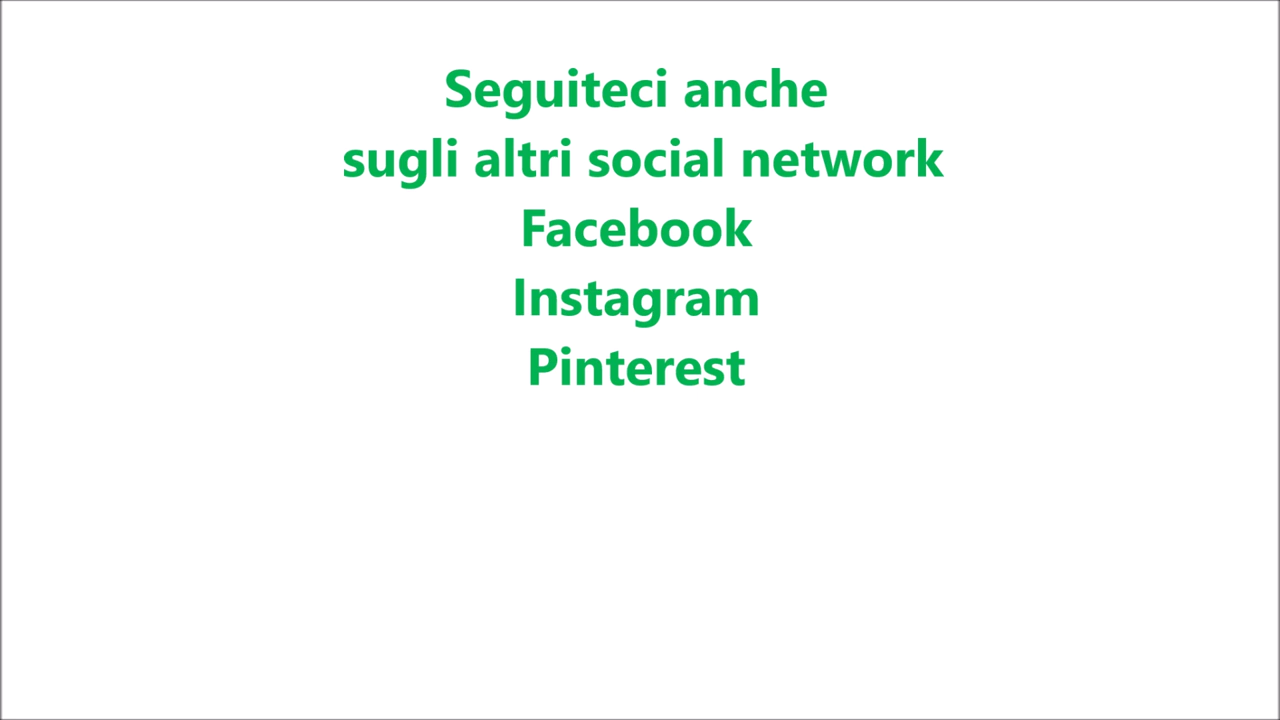 Seguiteci anche
sugli altri social network
Facebook
Instagram
Pinterest